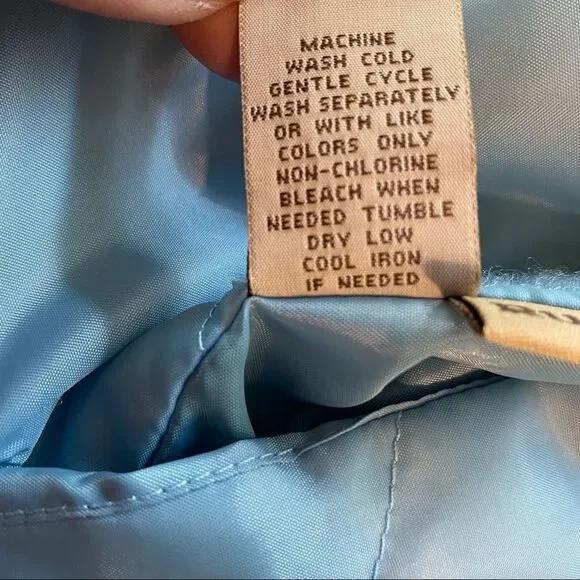 MACHINE
WASH COLD
GENTLE CYCLE
WASH SEPARATELY
OR WITH LIKE
COLORS ONLY
NON-CHLORINE
BLEACH WHEN
NEEDED TUMBLE
DRY LOW
COOL IRON
IF NEEDED